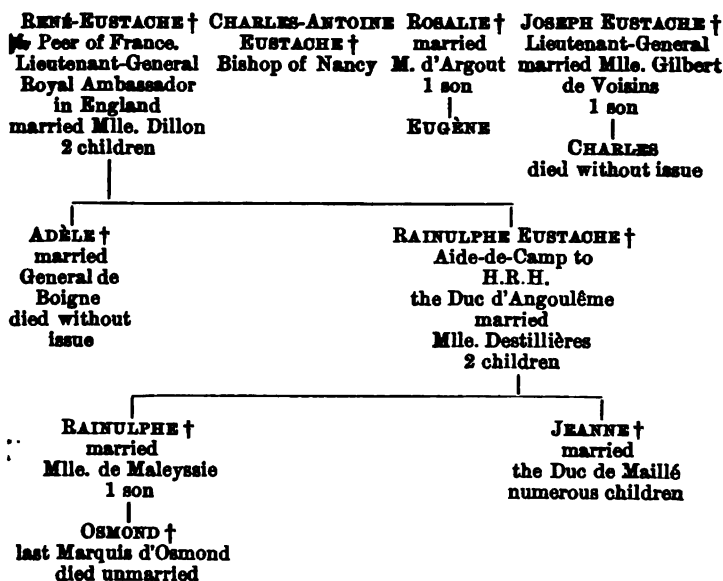 RENÉ-EUSTACHE †
Peer of France.
Lieutenant-General
Royal Ambassador
in England
married Mlle. Dillon
2 children
CHARLES-ANTOINE
EUSTACHE †
Bishop of Nancy
ROSALIE †
married
M. d'Argout
1 son
EUGÈNE
JOSEPH EUSTACHE †
Lieutenant-General
married Mlle. Gilbert
de Voisins
1 son
CHARLES
died without issue
ADÈLE †
married
General de
Boigne
died without
issue
RAINULPHE EUSTACHE †
Aide-de-Camp to
H.R.H.
the Duc d'Angoulême
married
Mlle. Destillières
2 children
RAINULPHE †
married
Mlle. de Maleyssie
1 son
OSMOND †
last Marquis d'Osmond
died unmarried
JEANNE †
married
the Duc de Maillé
numerous children